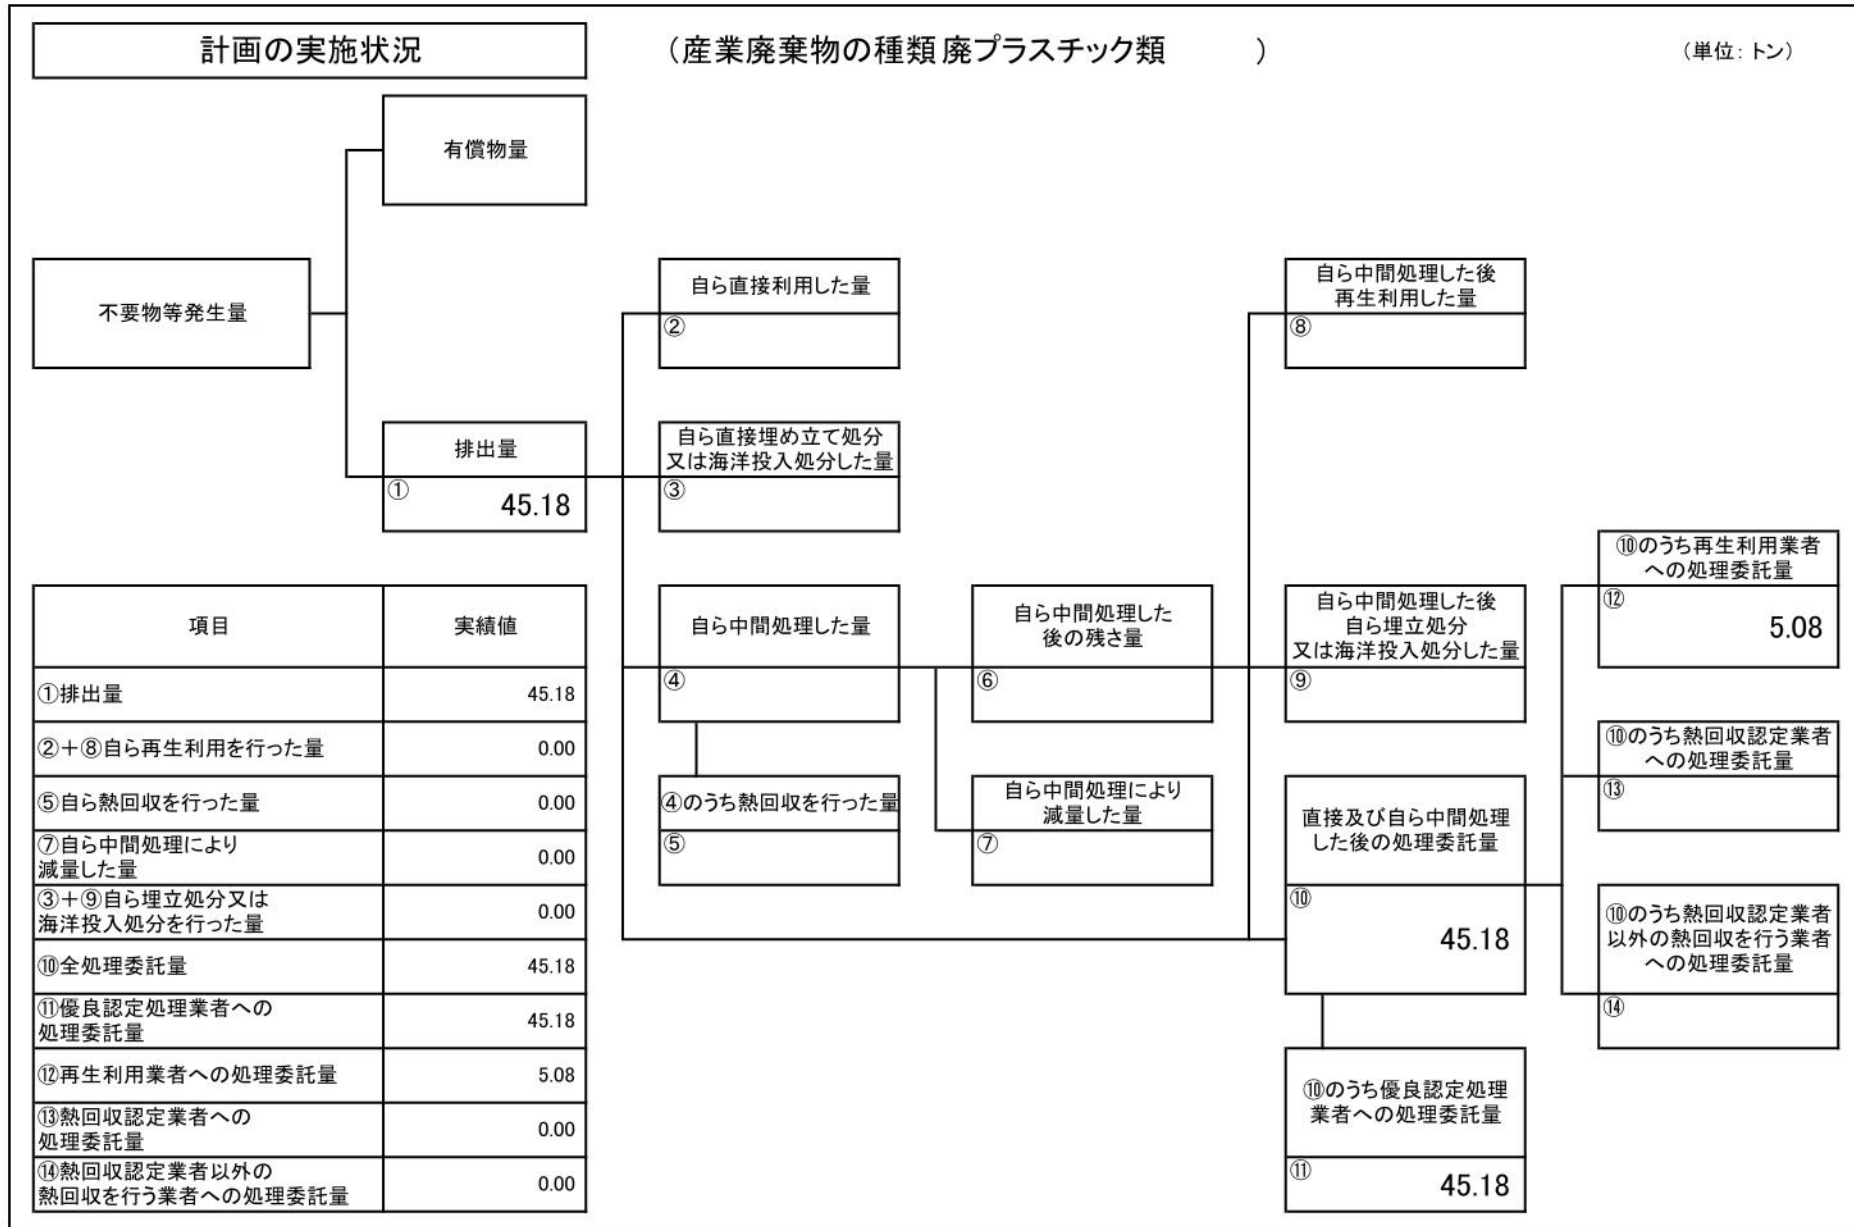 計画の実施状況
（産業廃棄物の種類 廃プラスチック類　　　）
（単位：トン）
有償物量
不要物等発生量
自ら直接利用した量
②
自ら中間処理した後
再生利用した量
⑧
排出量
①
45.18
自ら直接埋め立て処分
又は海洋投入処分した量
③
自ら中間処理した量
④
自ら中間処理した
後の残さ量
⑥
自ら中間処理した後
自ら埋立処分
又は海洋投入処分した量
⑨
⑩のうち再生利用業者
への処理委託量
⑫
5.08
④のうち熱回収を行った量
⑤
自ら中間処理により
減量した量
⑦
直接及び自ら中間処理
した後の処理委託量
⑩
45.18
⑩のうち熱回収認定業者
への処理委託量
⑬
⑩のうち熱回収認定業者
以外の熱回収を行う業者
への処理委託量
⑭
⑩のうち優良認定処理
業者への処理委託量
⑪
45.18
項目 実績値
①排出量 45.18
②＋⑧自ら再生利用を行った量 0.00
⑤自ら熱回収を行った量 0.00
⑦自ら中間処理により
減量した量 0.00
③＋⑨自ら埋立処分又は
海洋投入処分を行った量 0.00
⑩全処理委託量 45.18
⑪優良認定処理業者への
処理委託量 45.18
⑫再生利用業者への処理委託量 5.08
⑬熱回収認定業者への
処理委託量 0.00
⑭熱回収認定業者以外の
熱回収を行う業者への処理委託量 0.00